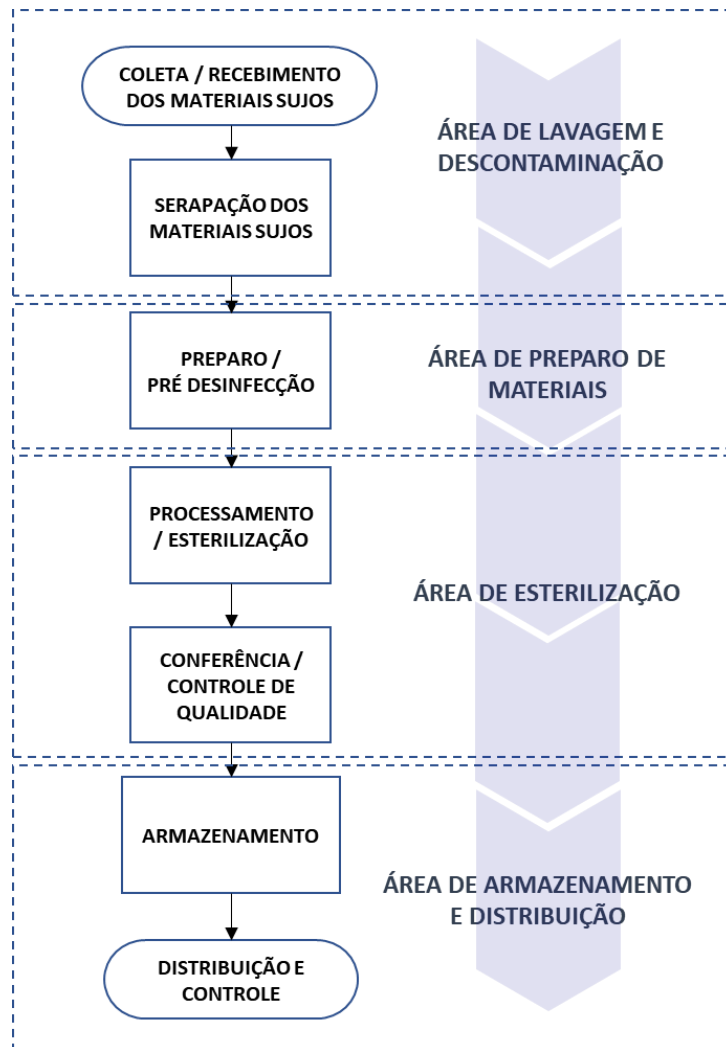 COLETA / RECEBIMENTO
DOS MATERIAIS SUJOS
ÁREA DE LAVAGEM E
DESCONTAMINAÇÃO
SERAPAÇÃO DOS
MATERIAIS SUJOS
PREPARO /
PRÉ DESINFECÇÃO
ÁREA DE PREPARO DE
MATERIAIS
PROCESSAMENTO
/ ESTERILIZAÇÃO
ÁREA DE ESTERILIZAÇÃO
CONFERÊNCIA /
CONTROLE DE
QUALIDADE
ARMAZENAMENTO
ÁREA DE ARMAZENAMENTO
E DISTRIBUIÇÃO
DISTRIBUIÇÃO E
CONTROLE